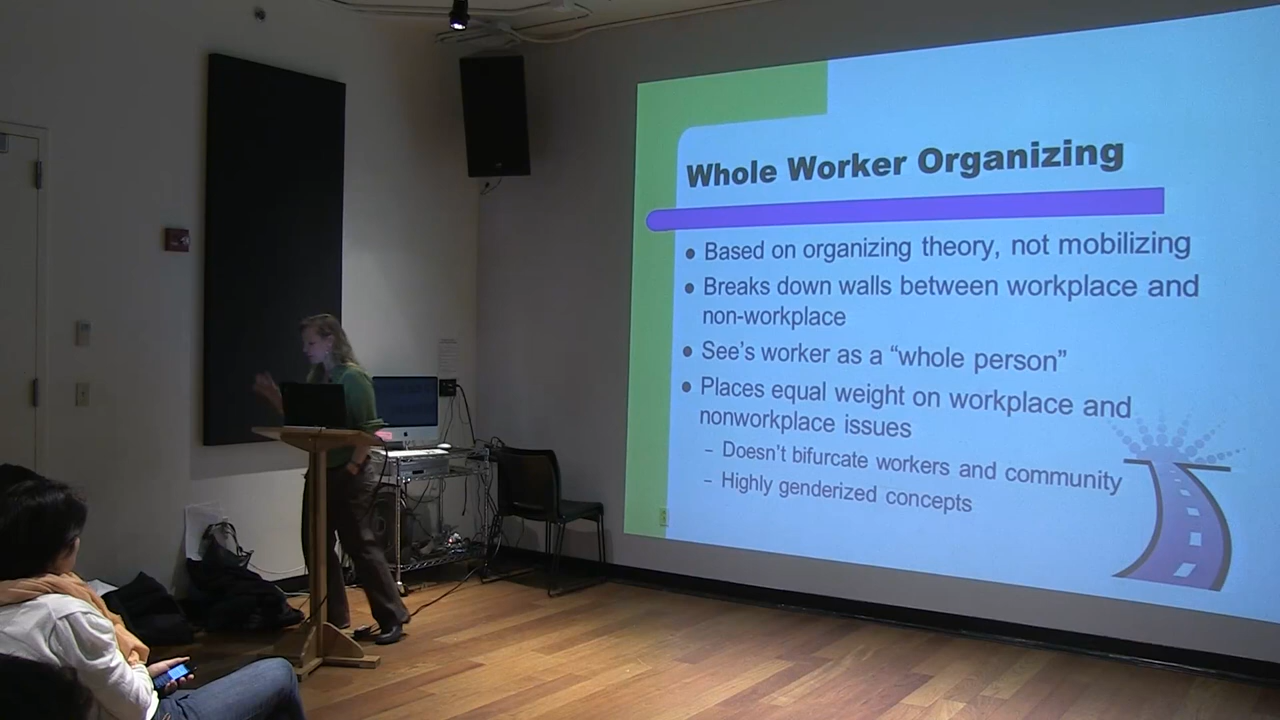 Whole Worker Organizing
● Based on organizing theory, not mobilizing
● Breaks down walls between workplace and
non-workplace
● See's worker as a “whole person”
● Places equal weight on workplace and
nonworkplace issues
– Doesn't bifurcate workers and community
– Highly genderized concepts